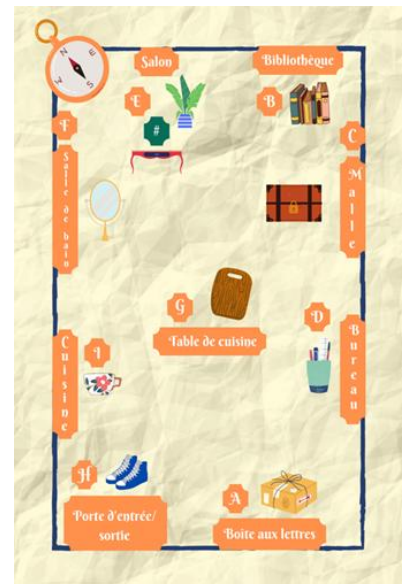 N E
Salon
Bibliothèque
E
B
#
F
C
Salle de bain
Malle
G
Table de cuisine
D
Bureau
Cuisine
I
H
Porte d'entrée/
sortie
A
Boîte aux lettres